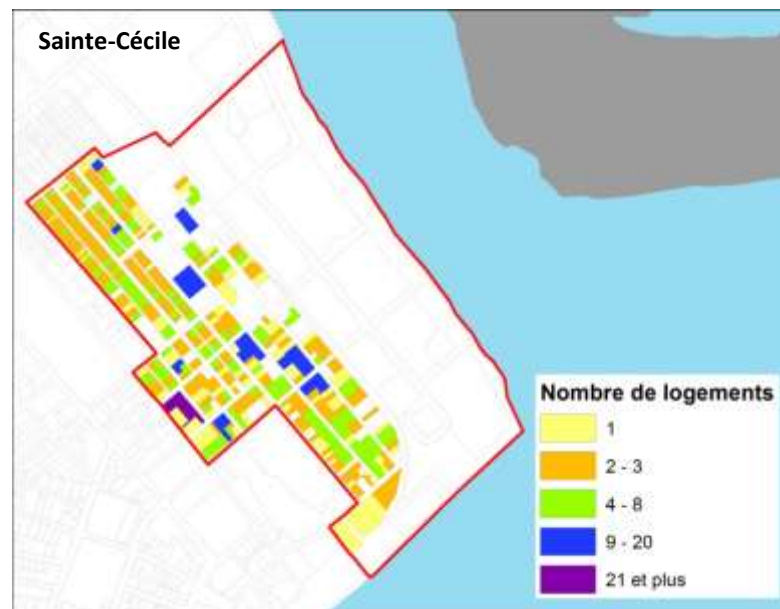 Sainte-Cécile
Nombre de logements
1
2 - 3
4 - 8
9 - 20
21 et plus